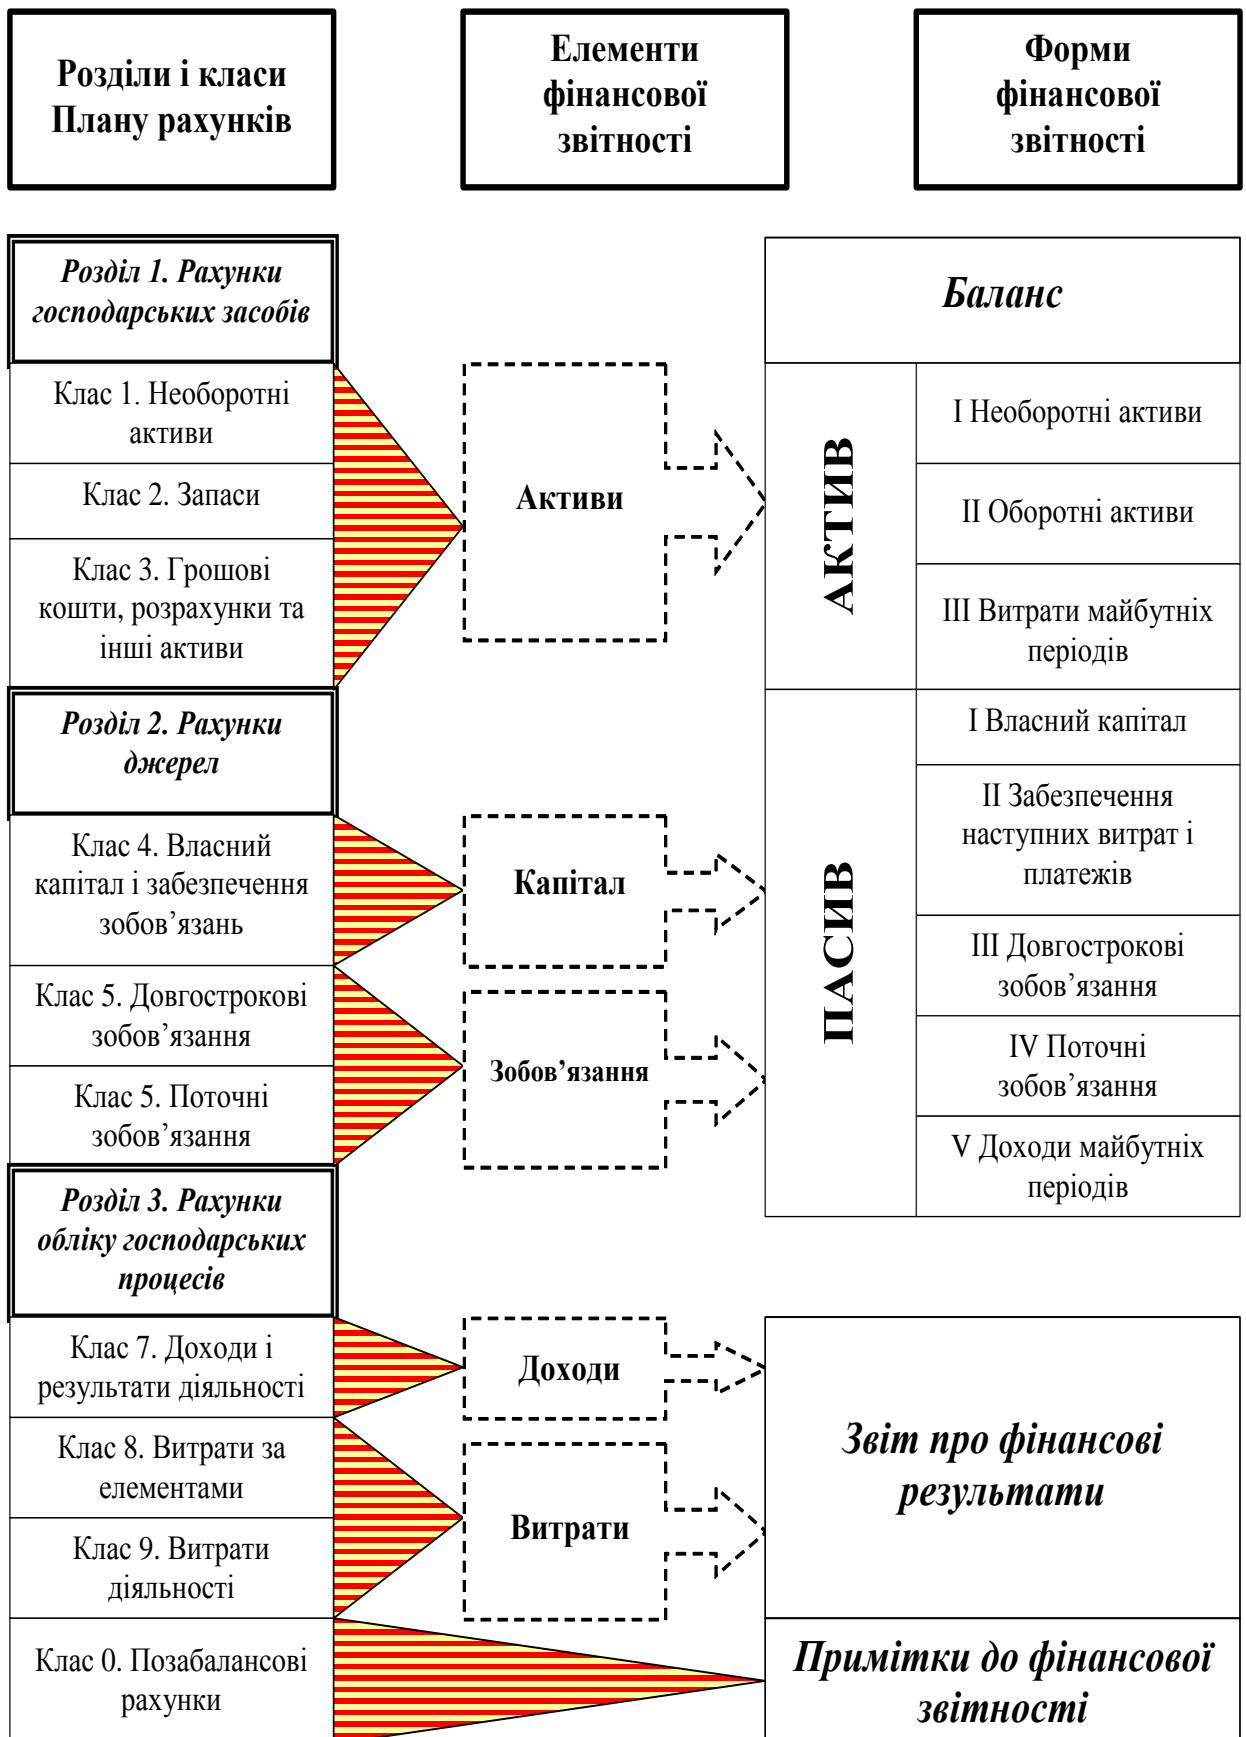 Розділи і класи
Плану рахунків
Елементи
фінансової
звітності
Форми
фінансової
звітності
Розділ 1. Рахунки
господарських засобів
Баланс
Клас 1. Необоротні
активи
Клас 2. Запаси
Клас 3. Грошові
кошти, розрахунки та
інші активи
Активи
АКТИВ
I Необоротні активи
II Оборотні активи
III Витрати майбутніх
періодів
Розділ 2. Рахунки
джерел
Клас 4. Власний
капітал і забезпечення
зобов’язань
Клас 5. Довгострокові
зобов’язання
Клас 5. Поточні
зобов’язання
Капітал
Зобов’язання
ПАСИВ
I Власний капітал
II Забезпечення
наступних витрат і
платежів
III Довгострокові
зобов’язання
IV Поточні
зобов’язання
V Доходи майбутніх
періодів
Розділ 3. Рахунки
обліку господарських
процесів
Клас 7. Доходи і
результати діяльності
Клас 8. Витрати за
елементами
Клас 9. Витрати
діяльності
Доходи
Витрати
Звіт про фінансові
результати
Клас 0. Позабалансові
рахунки
Примітки до фінансової
звітності